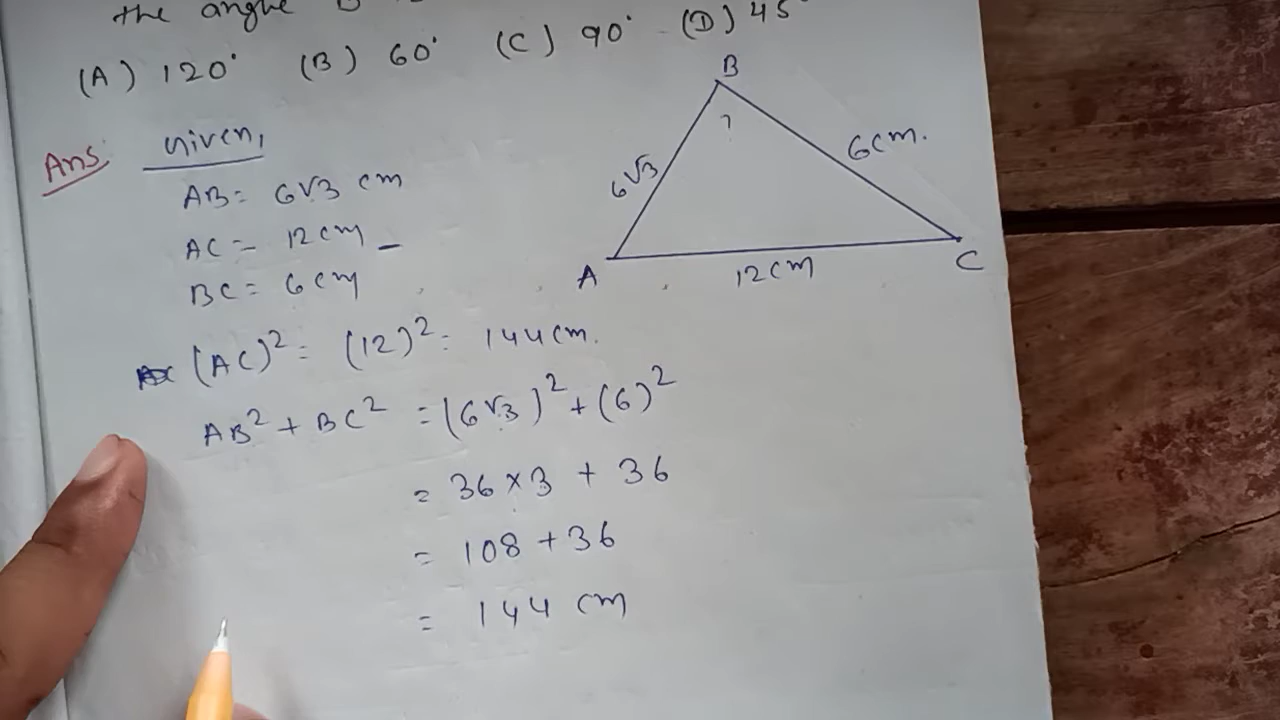 the angle B
(A) 120° (B) 60° (C) 90° (D) 45°
Ans: Given,
AB = 6√3 cm
AC = 12 cm
BC = 6 cm
B
?
6√3
6cm.
A
12cm
C
(AC)² = (12)² = 144 cm.
AB² + BC² = (6√3)² + (6)²
= 36 × 3 + 36
= 108 + 36
= 144 cm